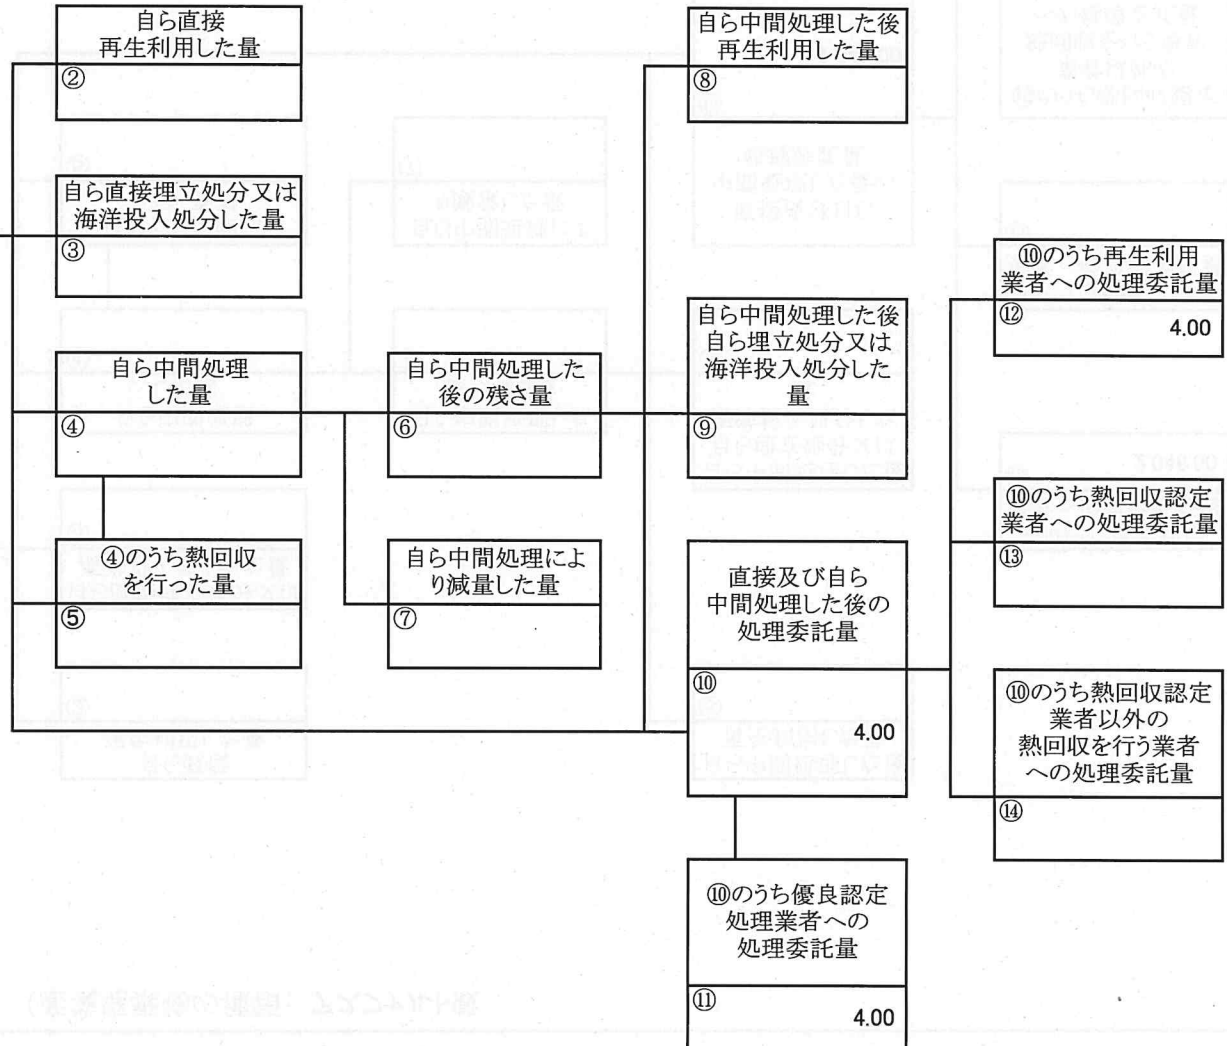 自ら直接
再生利用した量
②
自ら直接埋立処分又は
海洋投入処分した量
③
自ら中間処理
した量
④
④のうち熱回収
を行った量
⑤
自ら中間処理した
後の残さ量
⑥
自ら中間処理によ
り減量した量
⑦
自ら中間処理した後
再生利用した量
⑧
自ら中間処理した後
自ら埋立処分又は
海洋投入処分した
量
⑨
直接及び自ら
中間処理した後の
処理委託量
⑩
4.00
⑩のうち優良認定
処理業者への
処理委託量
⑪
4.00
⑩のうち再生利用
業者への処理委託量
⑫
4.00
⑩のうち熱回収認定
業者への処理委託量
⑬
⑩のうち熱回収認定
業者以外の
熱回収を行う業者
への処理委託量
⑭